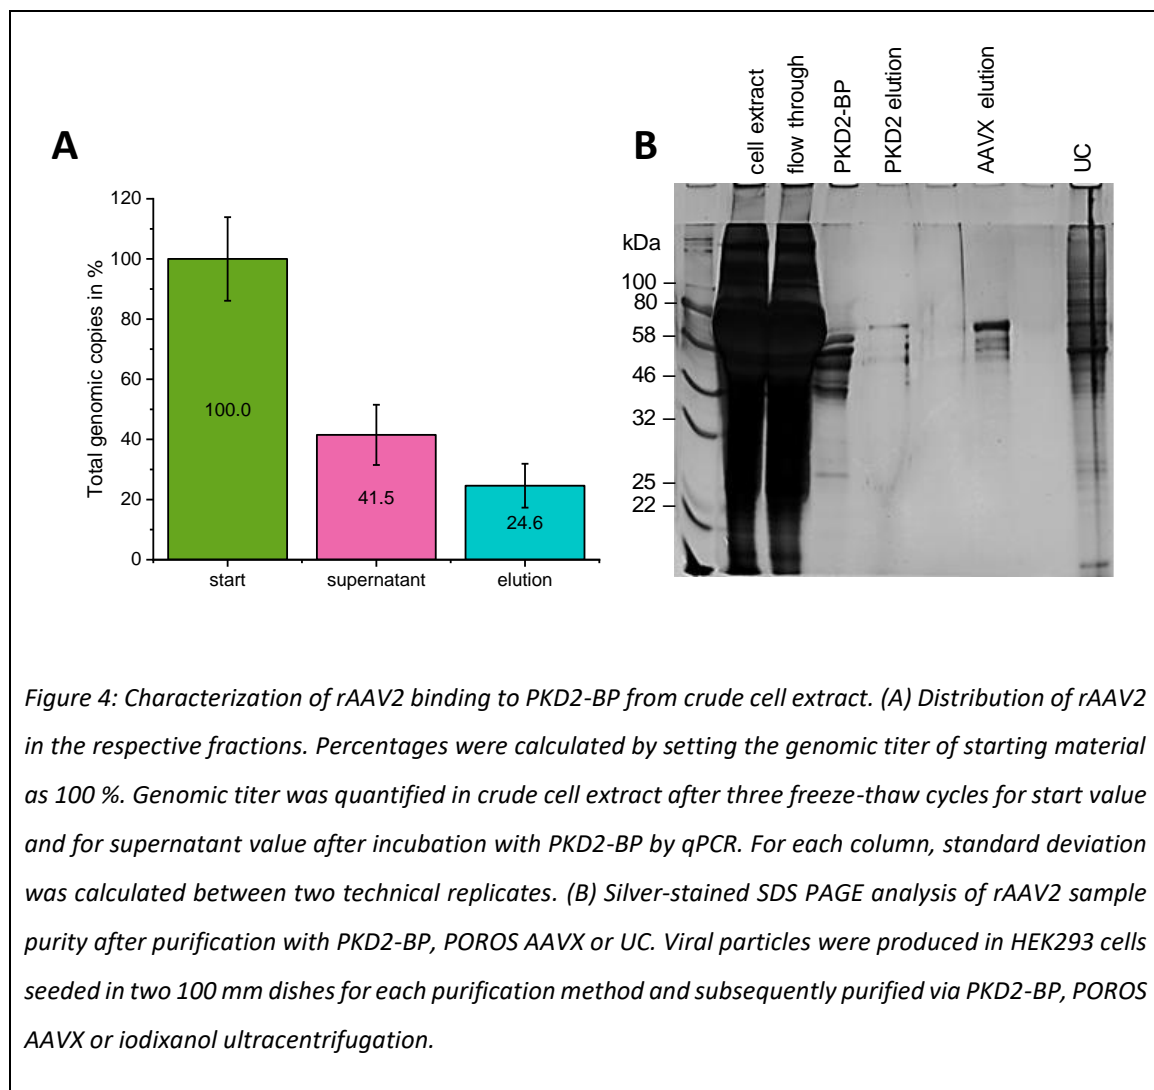 A
Total genomic copies in %
120
100
80
60
40
20
0
100.0
41.5
24.6
start
supernatant
elution
B
cell extract
flow through
PKD2-BP
PKD2 elution
AAVX elution
UC
kDa
100
80
58
46
32
25
22
Figure 4: Characterization of rAAV2 binding to PKD2-BP from crude cell extract. (A) Distribution of rAAV2
in the respective fractions. Percentages were calculated by setting the genomic titer of starting material
as 100 %. Genomic titer was quantified in crude cell extract after three freeze-thaw cycles for start value
and for supernatant value after incubation with PKD2-BP by qPCR. For each column, standard deviation
was calculated between two technical replicates. (B) Silver-stained SDS PAGE analysis of rAAV2 sample
purity after purification with PKD2-BP, POROS AAVX or UC. Viral particles were produced in HEK293 cells
seeded in two 100 mm dishes for each purification method and subsequently purified via PKD2-BP, POROS
AAVX or iodixanol ultracentrifugation.